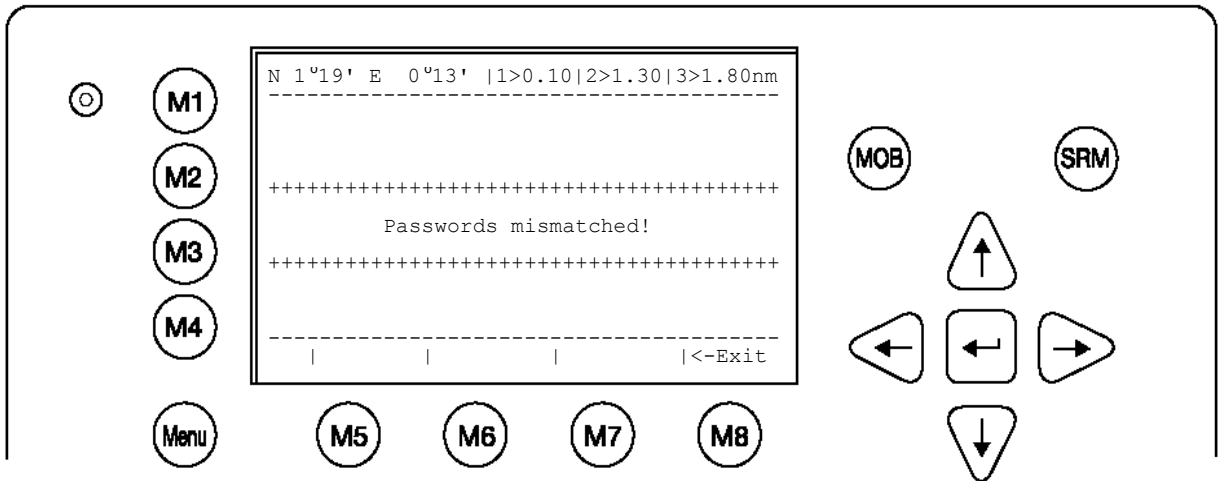 N 1°19' E 0°13' |1>0.10|2>1.30|3>1.80nm
----------------------------------------
++++++++++++++++++++++++++++++++++++++++
Passwords mismatched!
++++++++++++++++++++++++++++++++++++++++
----------------------------------------
| | | |<-Exit
M1
M2
M3
M4
Menu
M5 M6 M7 M8
MOB SRM